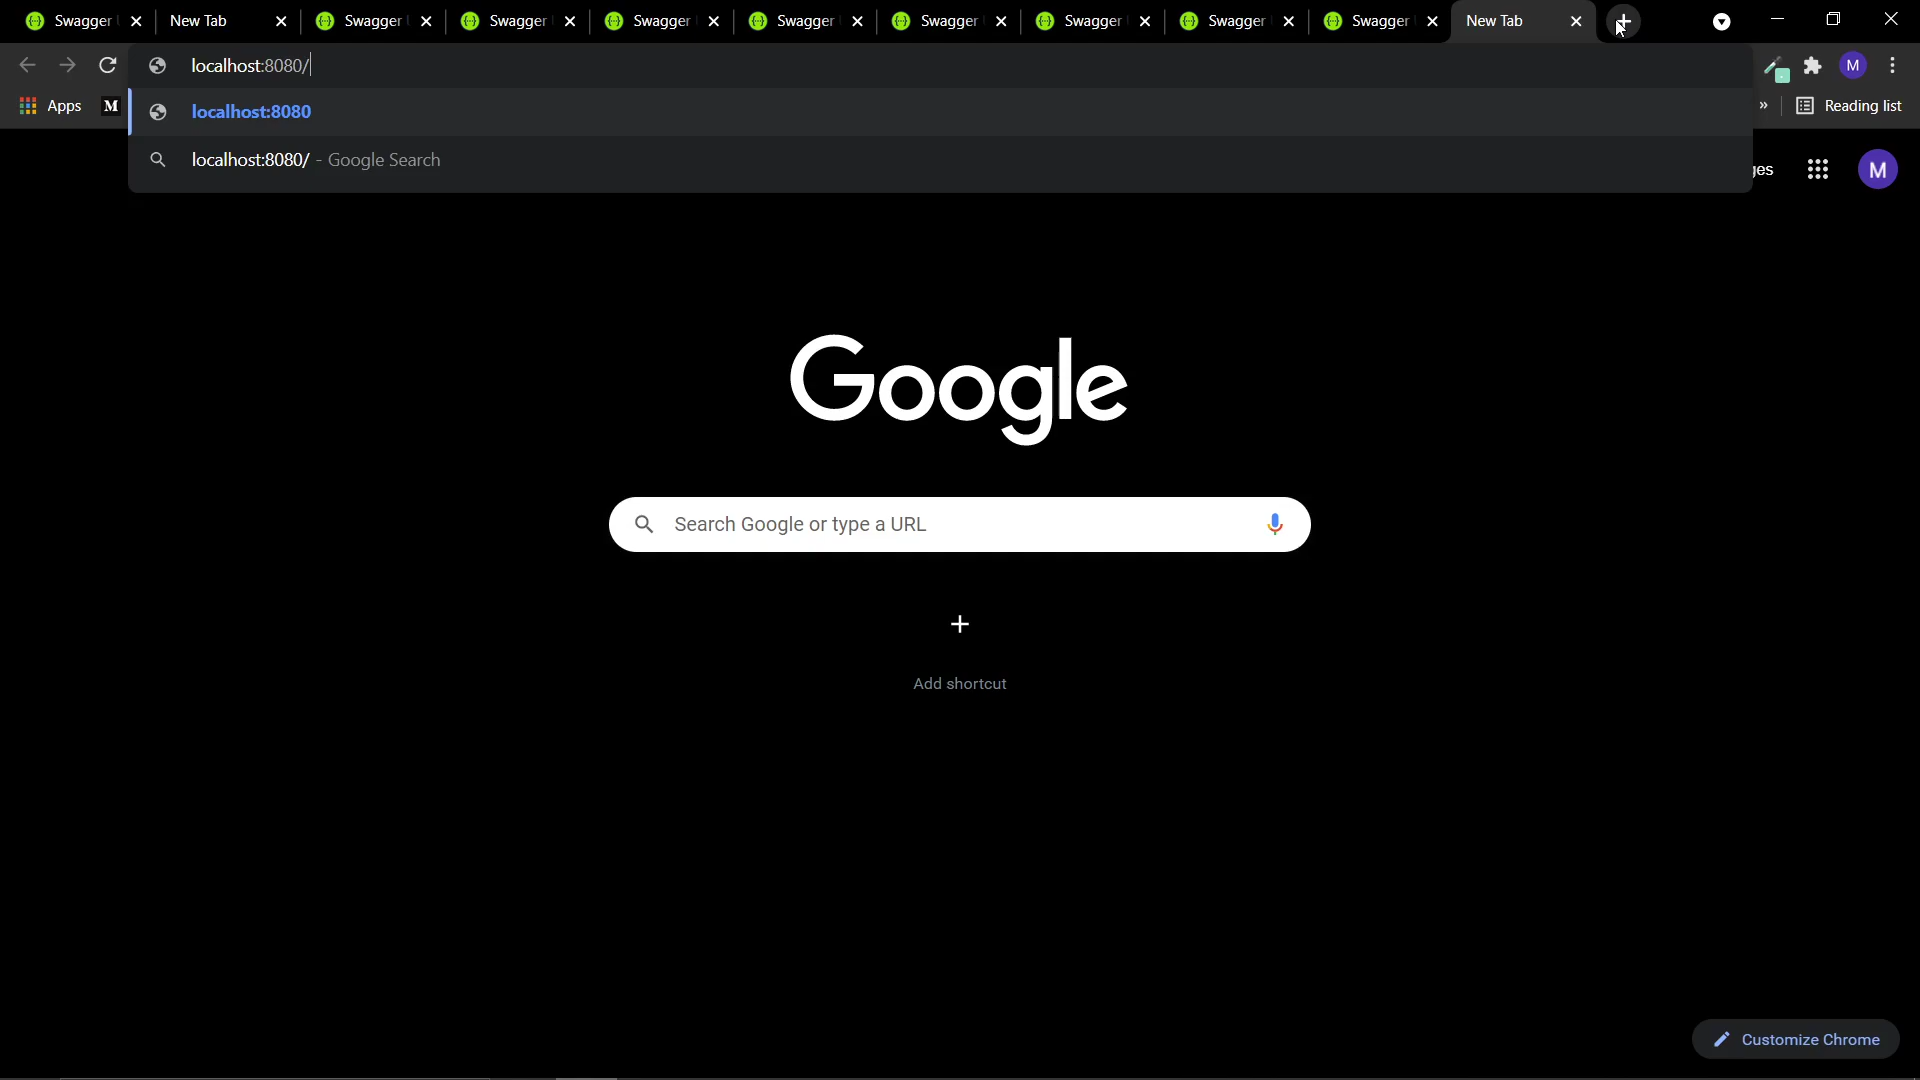 Swagger New Tab Swagger Swagger Swagger Swagger Swagger Swagger Swagger Swagger New Tab
localhost:8080/ M
Apps M localhost:8080 » Reading list
localhost:8080/ - Google Search
ges M
Google
Search Google or type a URL
Add shortcut
Customize Chrome